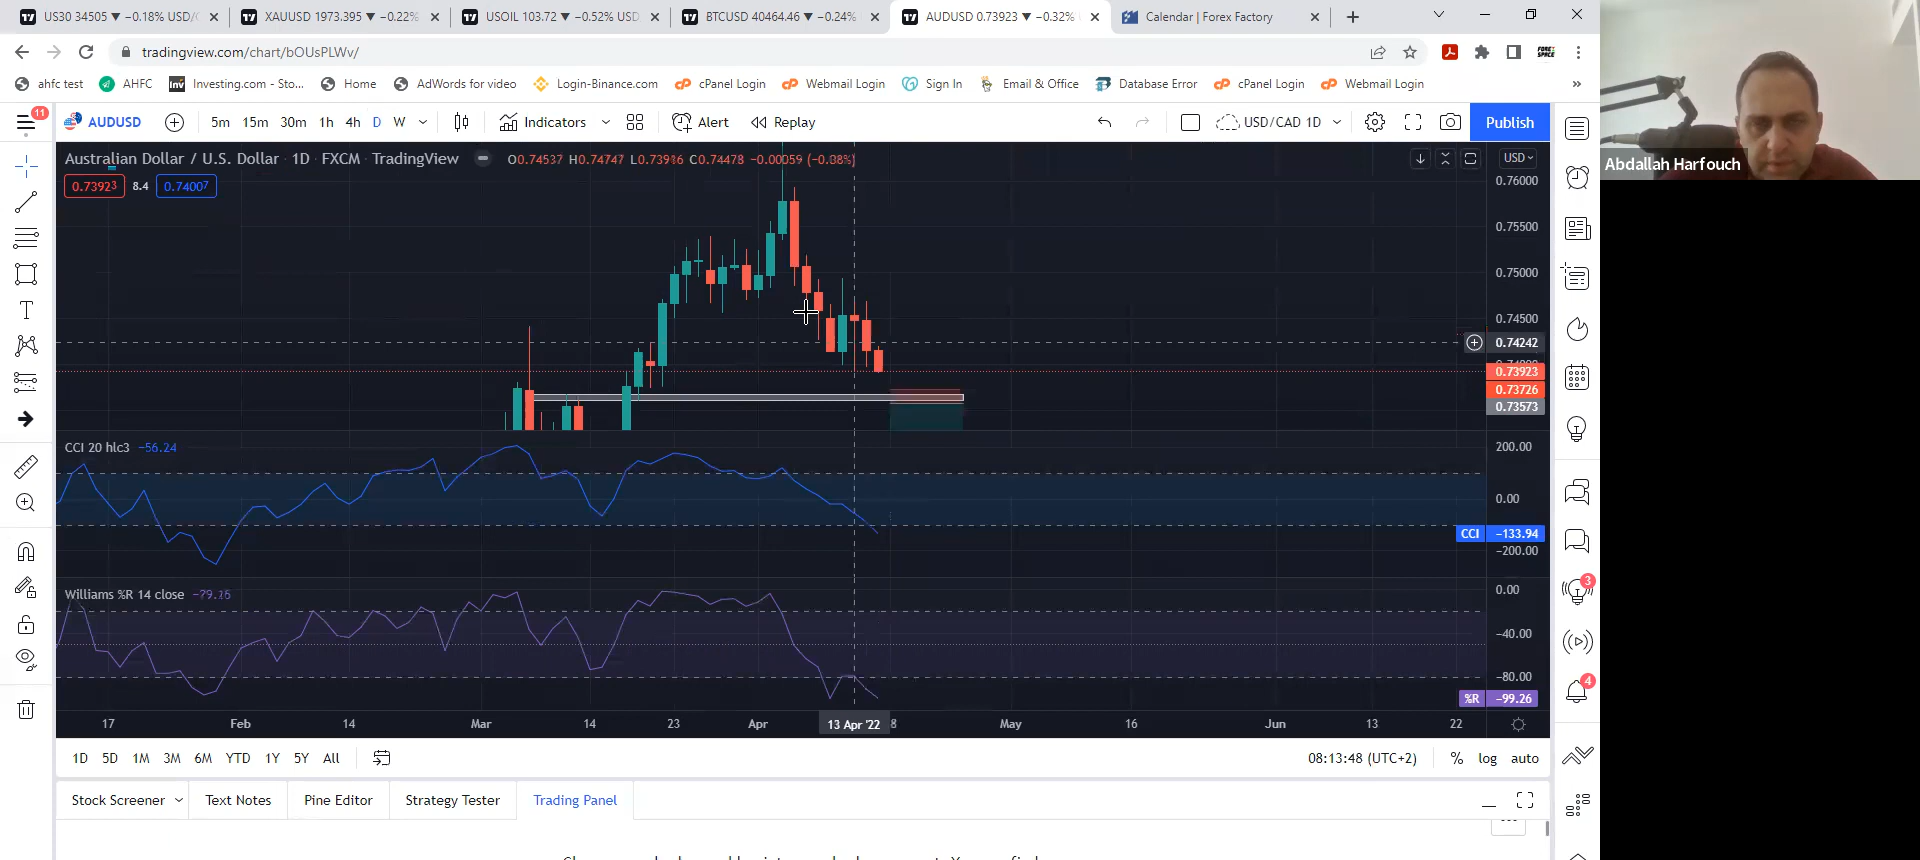 US30 34505 ▼ −0.18% USD/C
XAUUSD 1973.395 ▼ −0.22%
USOIL 103.72 ▼ −0.52% USD
BTCUSD 40464.46 ▼ −0.24%
AUDUSD 0.73923 ▼ −0.32%
Calendar | Forex Factory
tradingview.com/chart/bOUsPLWv/
ahfc test
AHFC
Inv
Investing.com - Sto...
Home
AdWords for video
Login-Binance.com
cPanel Login
Webmail Login
Sign In
Email & Office
Database Error
cPanel Login
Webmail Login
»
11
AUDUSD
5m 15m 30m 1h 4h D W
Indicators
Alert
Replay
USD/CAD 1D
Publish
Abdallah Harfouch
Australian Dollar / U.S. Dollar · 1D · FXCM · TradingView
O0.74537 H0.74747 L0.73916 C0.74478 −0.00059 (−0.08%)
USD
0.73923 8.4 0.74007
0.76000
0.75500
0.75000
0.74500
0.74242
0.73923
0.73726
0.73573
CCI 20 hlc3 −56.24
200.00
0.00
CCI −133.94
−200.00
Williams %R 14 close −79.26
0.00
−40.00
−80.00
%R −99.26
3
4
17 Feb 14 Mar 14 23 Apr 13 Apr '22 8 May 16 Jun 13 22
1D 5D 1M 3M 6M YTD 1Y 5Y All
08:13:48 (UTC+2)
% log auto
Stock Screener
Text Notes
Pine Editor
Strategy Tester
Trading Panel